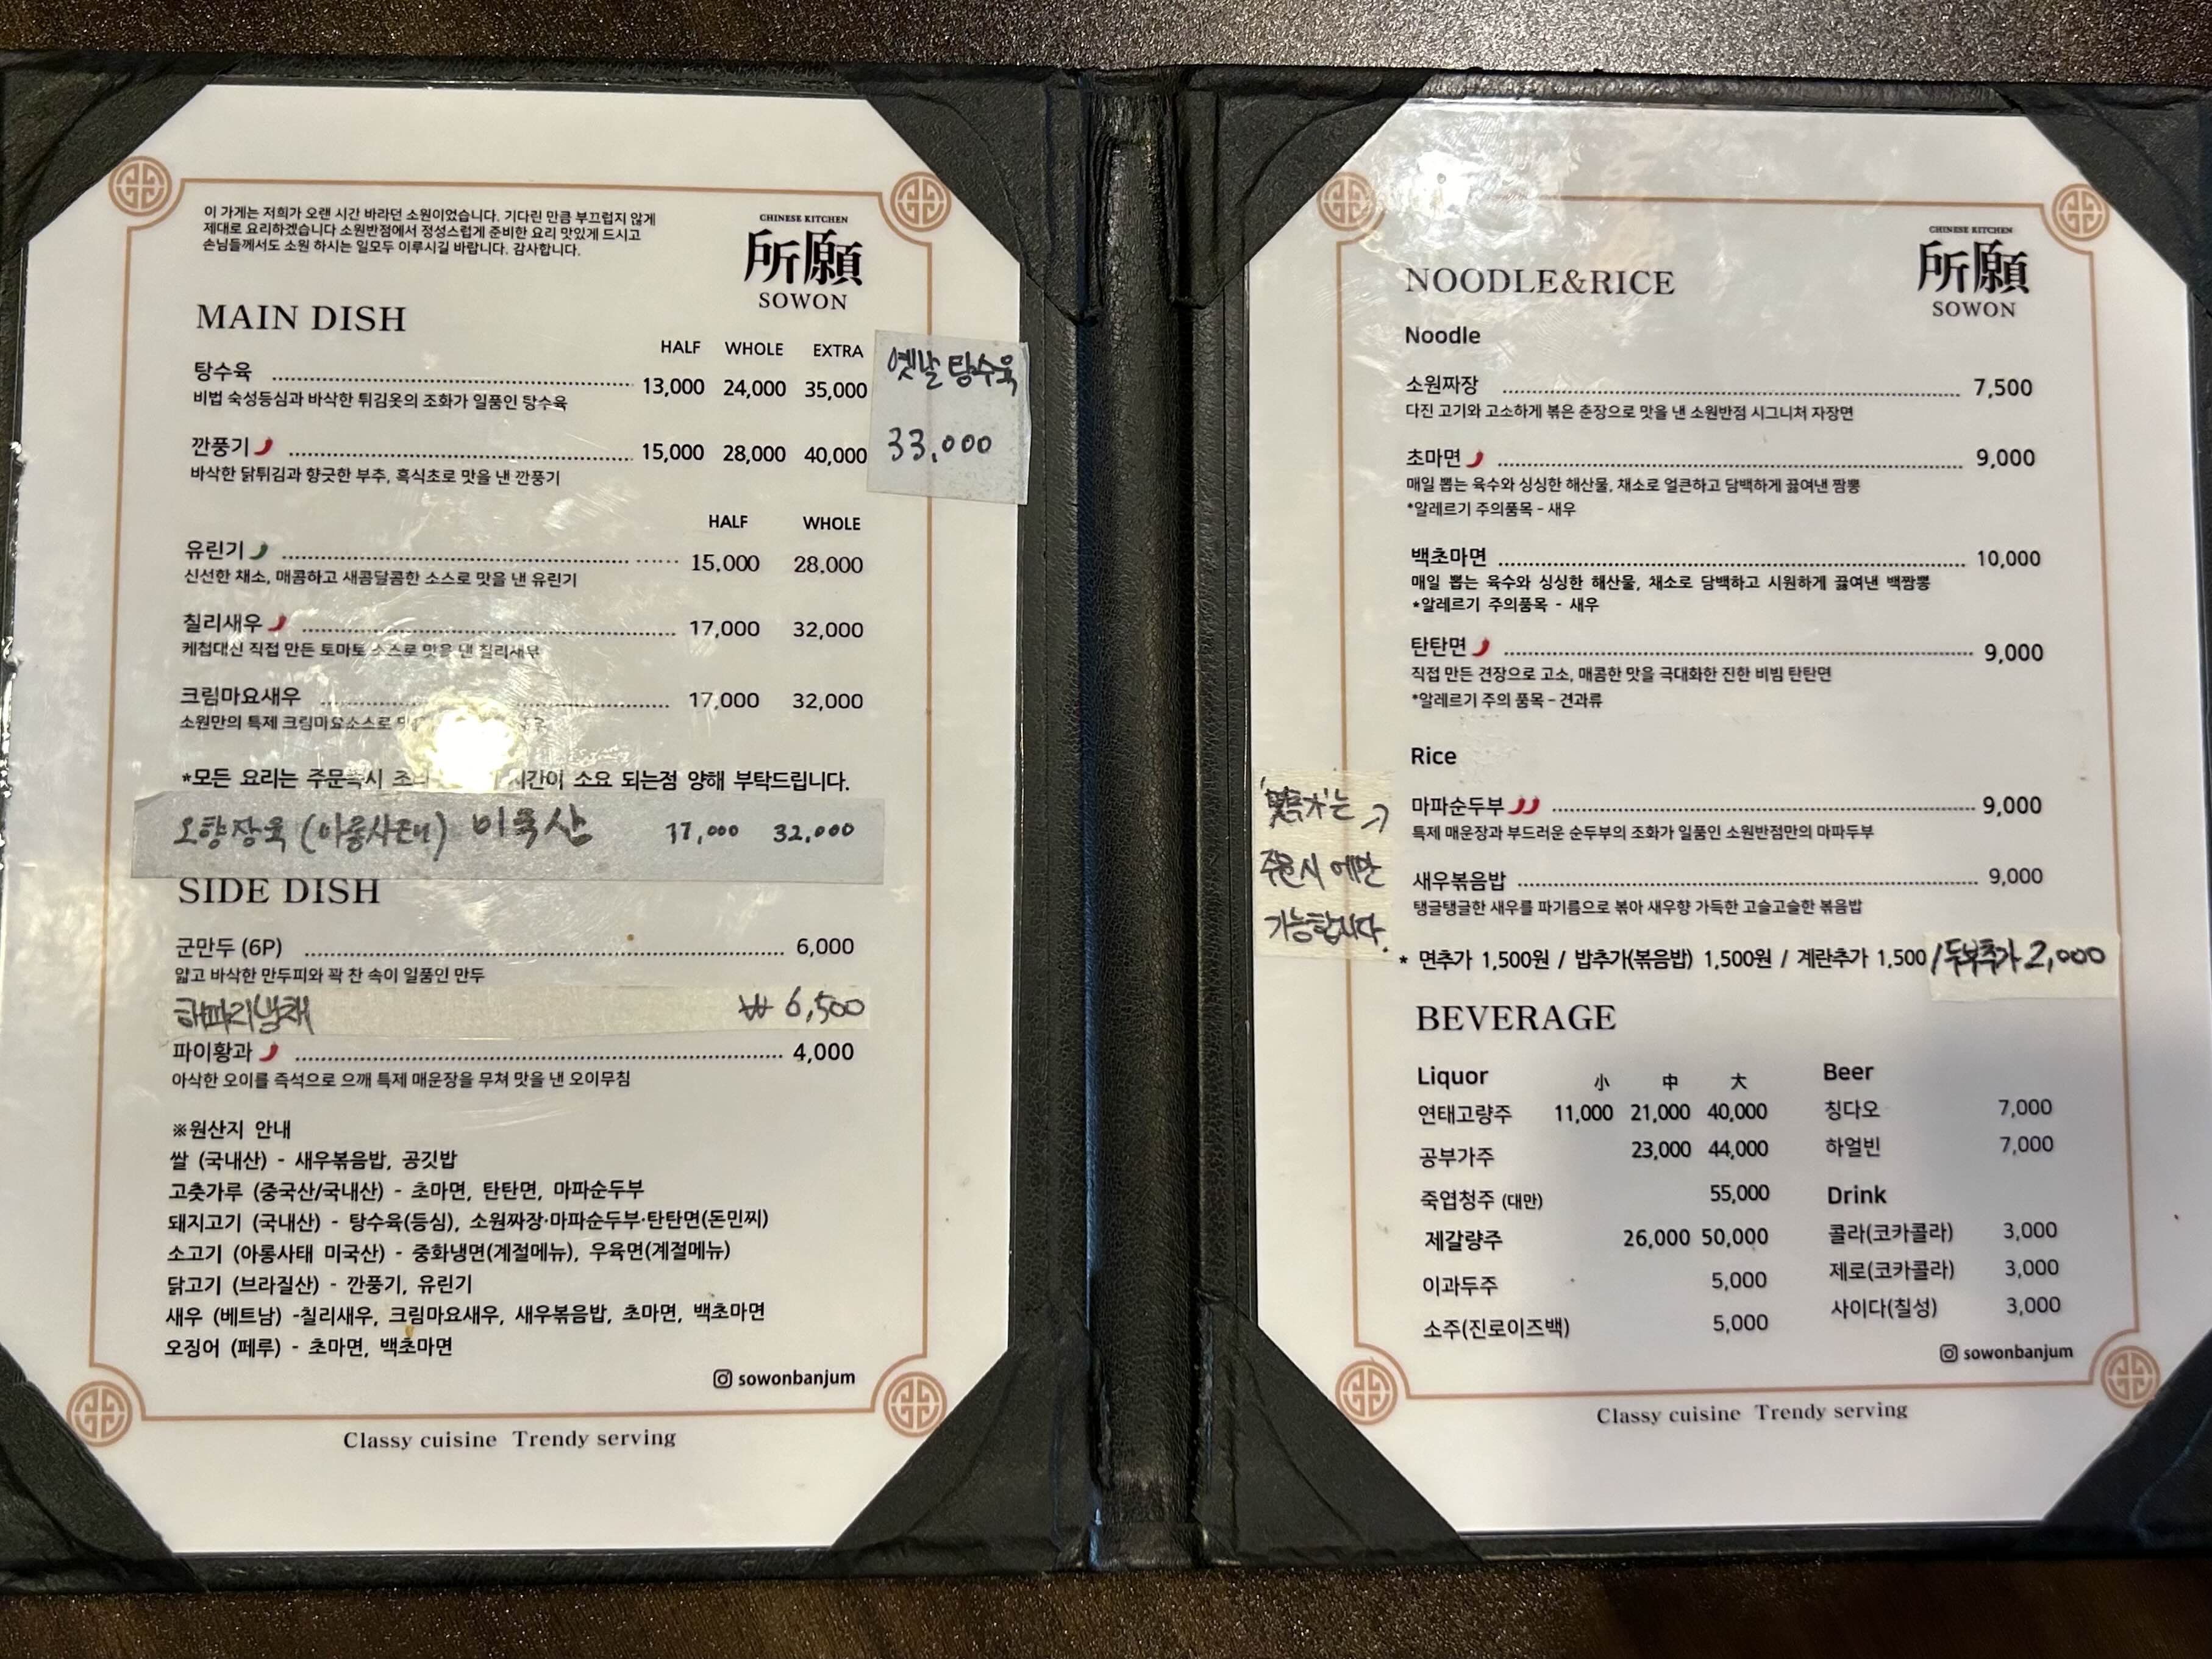 이 가게는 저희가 오랜 시간 바라던 소원이었습니다. 기다린 만큼 부끄럽지 않게
제대로 요리하겠습니다 소원반점에서 정성스럽게 준비한 요리 맛있게 드시고
손님들께서도 소원 하시는 일모두 이루시길 바랍니다. 감사합니다.
CHINESE KITCHEN
所願
SOWON
MAIN DISH
HALF WHOLE EXTRA
탕수육 13,000 24,000 35,000
비법 숙성등심과 바삭한 튀김옷의 조화가 일품인 탕수육
옛날 탕수육
33,000
깐풍기 15,000 28,000 40,000
바삭한 닭튀김과 향긋한 부추, 흑식초로 맛을 낸 깐풍기
HALF WHOLE
유린기 15,000 28,000
신선한 채소, 매콤하고 새콤달콤한 소스로 맛을 낸 유린기
칠리새우 17,000 32,000
케첩대신 직접 만든 토마토 소스로 맛을 낸 칠리새우
크림마요새우 17,000 32,000
소원만의 특제 크림마요소스로
*모든 요리는 주문즉시 시간이 소요 되는점 양해 부탁드립니다.
오향장육 (아롱사태) 미국산 17,000 32,000
SIDE DISH
군만두 (6P) 6,000
얇고 바삭한 만두피와 꽉 찬 속이 일품인 만두
해파리냉채 ₩ 6,500
파이황과 4,000
아삭한 오이를 즉석으로 으깨 특제 매운장을 무쳐 맛을 낸 오이무침
※원산지 안내
쌀 (국내산) - 새우볶음밥, 공깃밥
고춧가루 (중국산/국내산) - 초마면, 탄탄면, 마파순두부
돼지고기 (국내산) - 탕수육(등심), 소원짜장·마파순두부·탄탄면(돈민찌)
소고기 (아롱사태 미국산) - 중화냉면(계절메뉴), 우육면(계절메뉴)
닭고기 (브라질산) - 깐풍기, 유린기
새우 (베트남) -칠리새우, 크림마요새우, 새우볶음밥, 초마면, 백초마면
오징어 (페루) - 초마면, 백초마면
sowonbanjum
Classy cuisine Trendy serving
CHINESE KITCHEN
所願
SOWON
NOODLE&RICE
Noodle
소원짜장 7,500
다진 고기와 고소하게 볶은 춘장으로 맛을 낸 소원반점 시그니처 자장면
초마면 9,000
매일 뽑는 육수와 싱싱한 해산물, 채소로 얼큰하고 담백하게 끓여낸 짬뽕
*알레르기 주의품목 - 새우
백초마면 10,000
매일 뽑는 육수와 싱싱한 해산물, 채소로 담백하고 시원하게 끓여낸 백짬뽕
*알레르기 주의품목 - 새우
탄탄면 9,000
직접 만든 견장으로 고소, 매콤한 맛을 극대화한 진한 비빔 탄탄면
*알레르기 주의 품목 - 견과류
Rice
마파순두부 9,000
특제 매운장과 부드러운 순두부의 조화가 일품인 소원반점만의 마파두부
새우볶음밥 9,000
탱글탱글한 새우를 파기름으로 볶아 새우향 가득한 고슬고슬한 볶음밥
주문시 에만
가능합니다.
* 면추가 1,500원 / 밥추가(볶음밥) 1,500원 / 계란추가 1,500 / 두부추가 2,000
BEVERAGE
Liquor 小 中 大
연태고량주 11,000 21,000 40,000
공부가주 23,000 44,000
죽엽청주 (대만) 55,000
제갈량주 26,000 50,000
이과두주 5,000
소주(진로이즈백) 5,000
Beer
칭다오 7,000
하얼빈 7,000
Drink
콜라(코카콜라) 3,000
제로(코카콜라) 3,000
사이다(칠성) 3,000
sowonbanjum
Classy cuisine Trendy serving